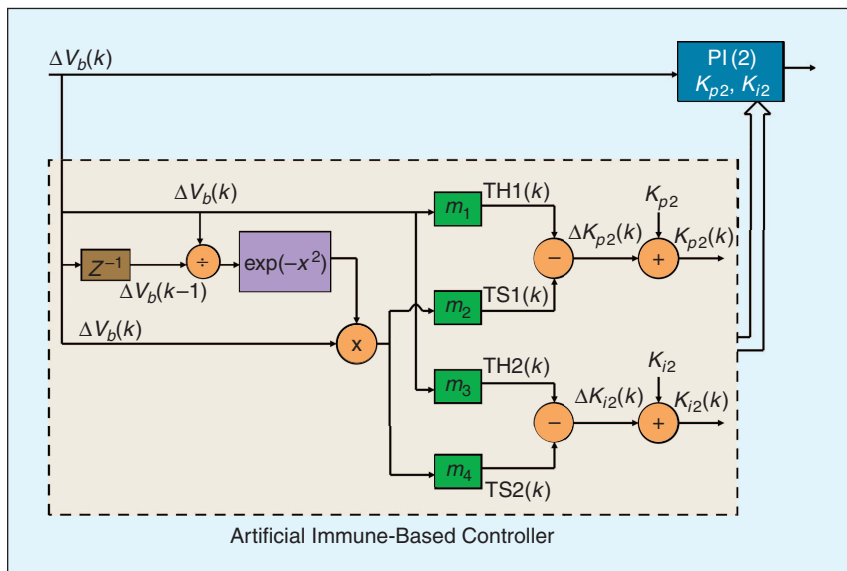 ΔV_b(k)
PI (2)
K_p2, K_i2
ΔV_b(k)
m_1
TH1(k)
K_p2
ΔK_p2(k)
K_p2(k)
−
+
Z^−1
÷
exp(−x^2)
ΔV_b(k−1)
m_2
TS1(k)
ΔV_b(k)
x
TH2(k)
K_i2
m_3
ΔK_i2(k)
K_i2(k)
−
+
m_4
TS2(k)
Artificial Immune-Based Controller